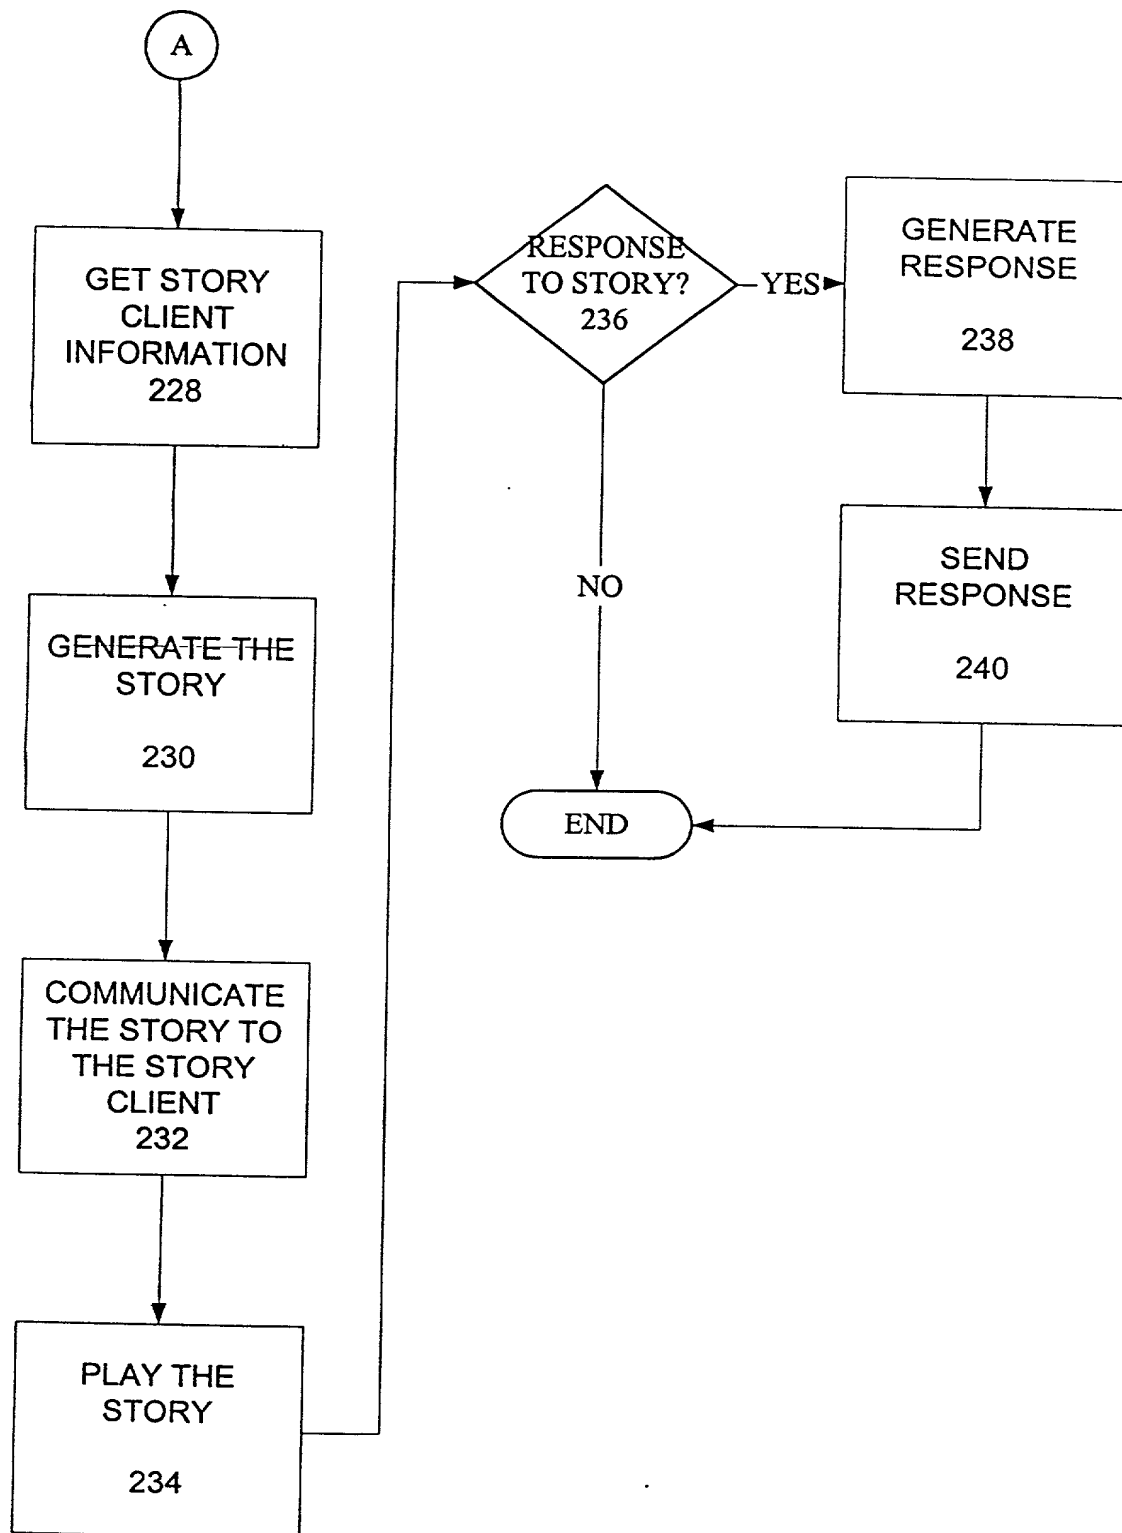 A
GET STORY
CLIENT
INFORMATION
228
GENERATE THE
STORY
230
COMMUNICATE
THE STORY TO
THE STORY
CLIENT
232
PLAY THE
STORY
234
RESPONSE
TO STORY?
236
YES
NO
GENERATE
RESPONSE
238
SEND
RESPONSE
240
END